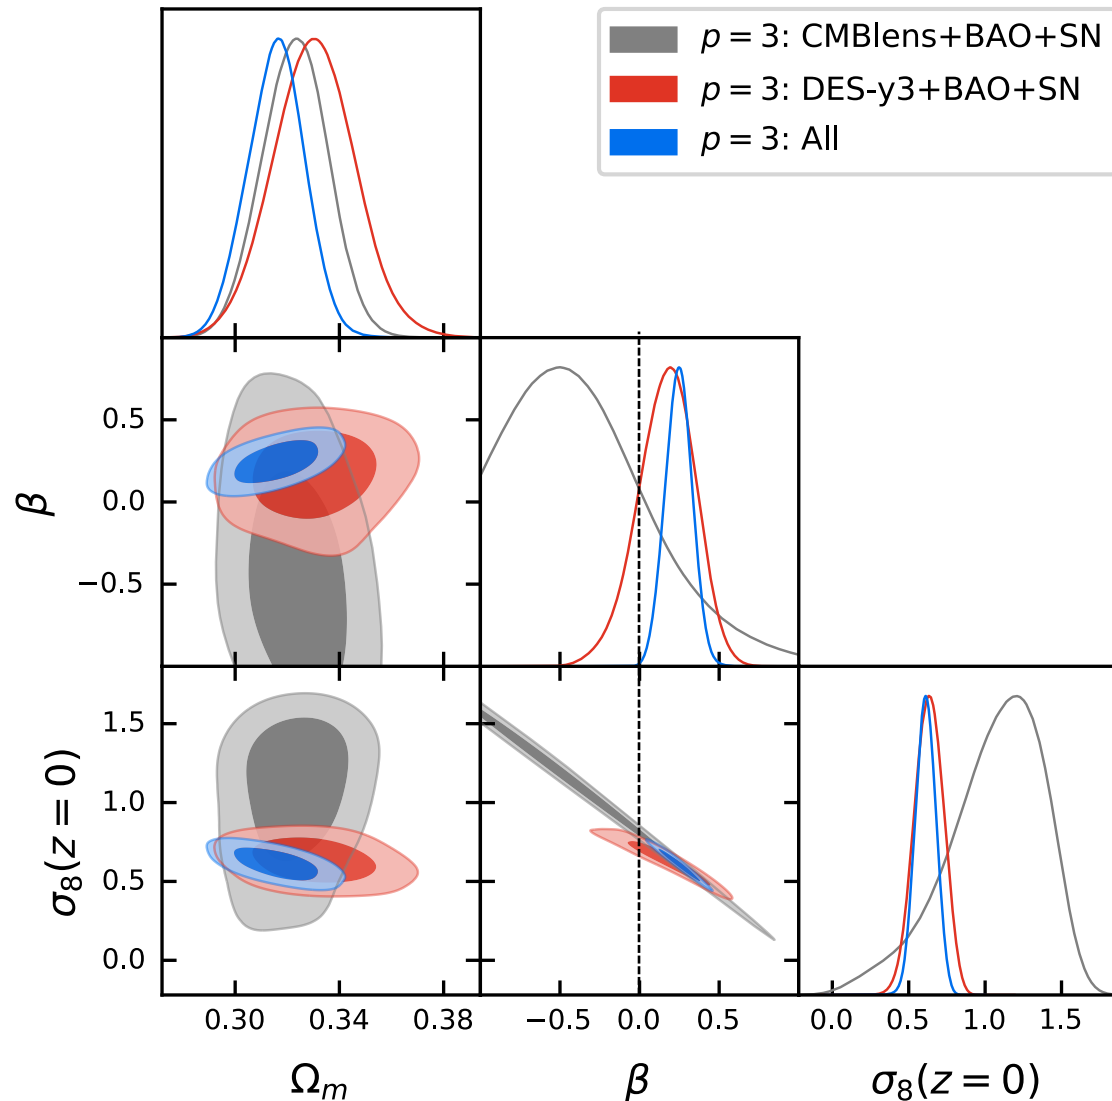 p = 3: CMBlens+BAO+SN
p = 3: DES-y3+BAO+SN
p = 3: All
0.5
0.0
−0.5
β
1.5
1.0
0.5
0.0
σ8(z = 0)
0.30 0.34 0.38
−0.5 0.0 0.5
0.0 0.5 1.0 1.5
Ωm
β
σ8(z = 0)